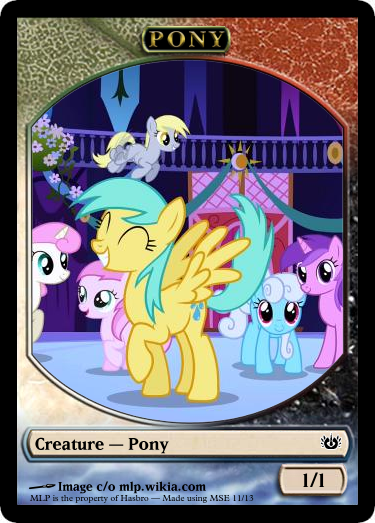 PONY
Creature — Pony
1/1
Image c/o mlp.wikia.com
MLP is the property of Hasbro — Made using MSE 11/13